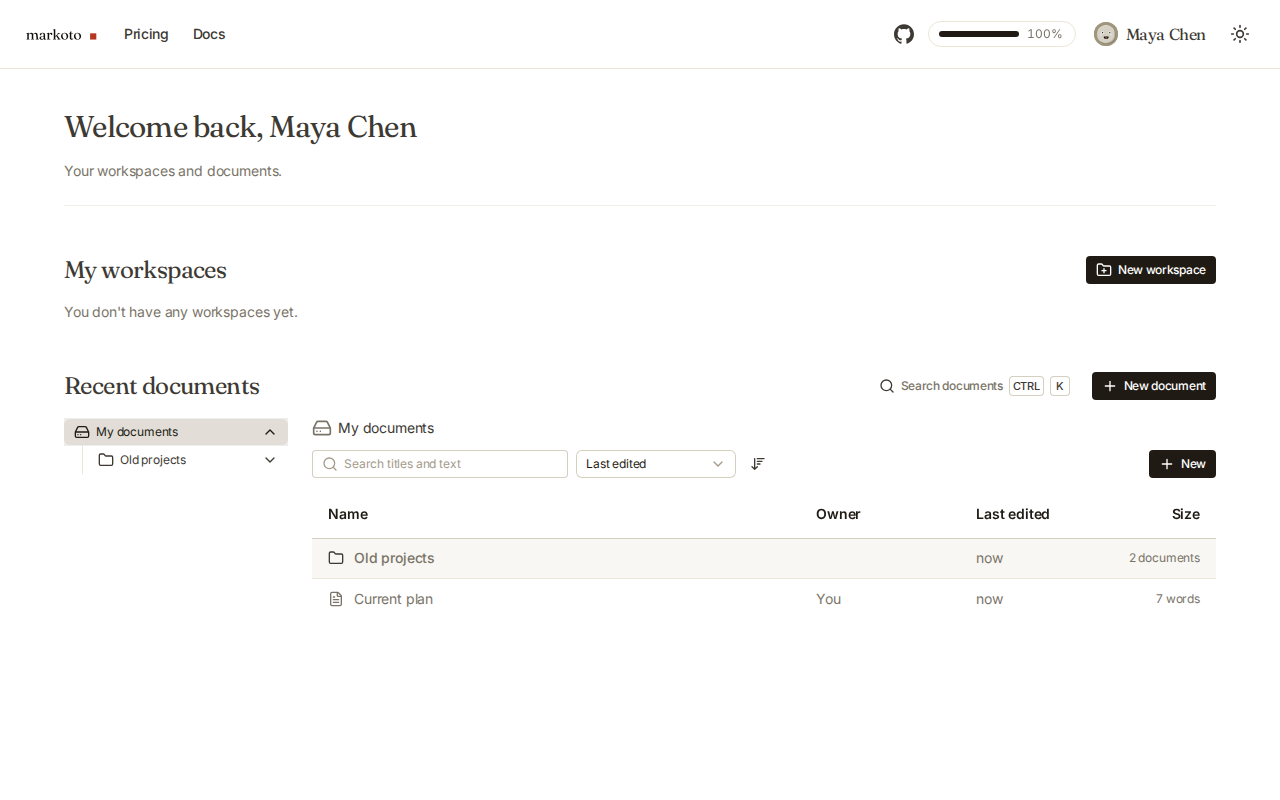 markoto Pricing Docs 100% Maya Chen
Welcome back, Maya Chen
Your workspaces and documents.
My workspaces New workspace
You don't have any workspaces yet.
Recent documents Search documents CTRL K New document
My documents
Old projects
My documents
Search titles and text Last edited New
Name Owner Last edited Size
Old projects now 2 documents
Current plan You now 7 words